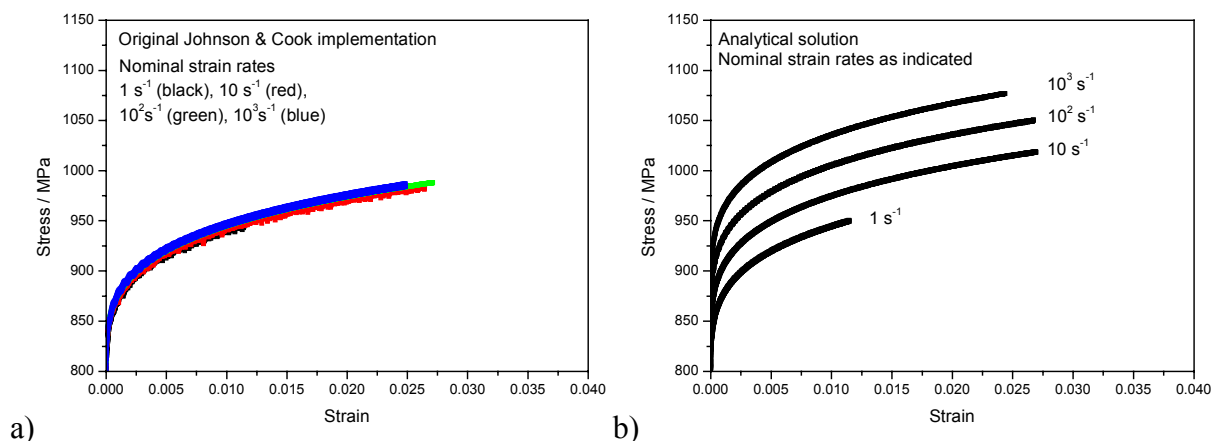 Original Johnson & Cook implementation
Nominal strain rates
1 s⁻¹ (black), 10 s⁻¹ (red),
10²s⁻¹ (green), 10³s⁻¹ (blue)
1150
1100
1050
1000
950
900
850
800
Stress / MPa
0.000 0.005 0.010 0.015 0.020 0.025 0.030 0.035 0.040
Strain
a)
Analytical solution
Nominal strain rates as indicated
10³ s⁻¹
10² s⁻¹
10 s⁻¹
1 s⁻¹
1150
1100
1050
1000
950
900
850
800
Stress / MPa
0.000 0.005 0.010 0.015 0.020 0.025 0.030 0.035 0.040
Strain
b)